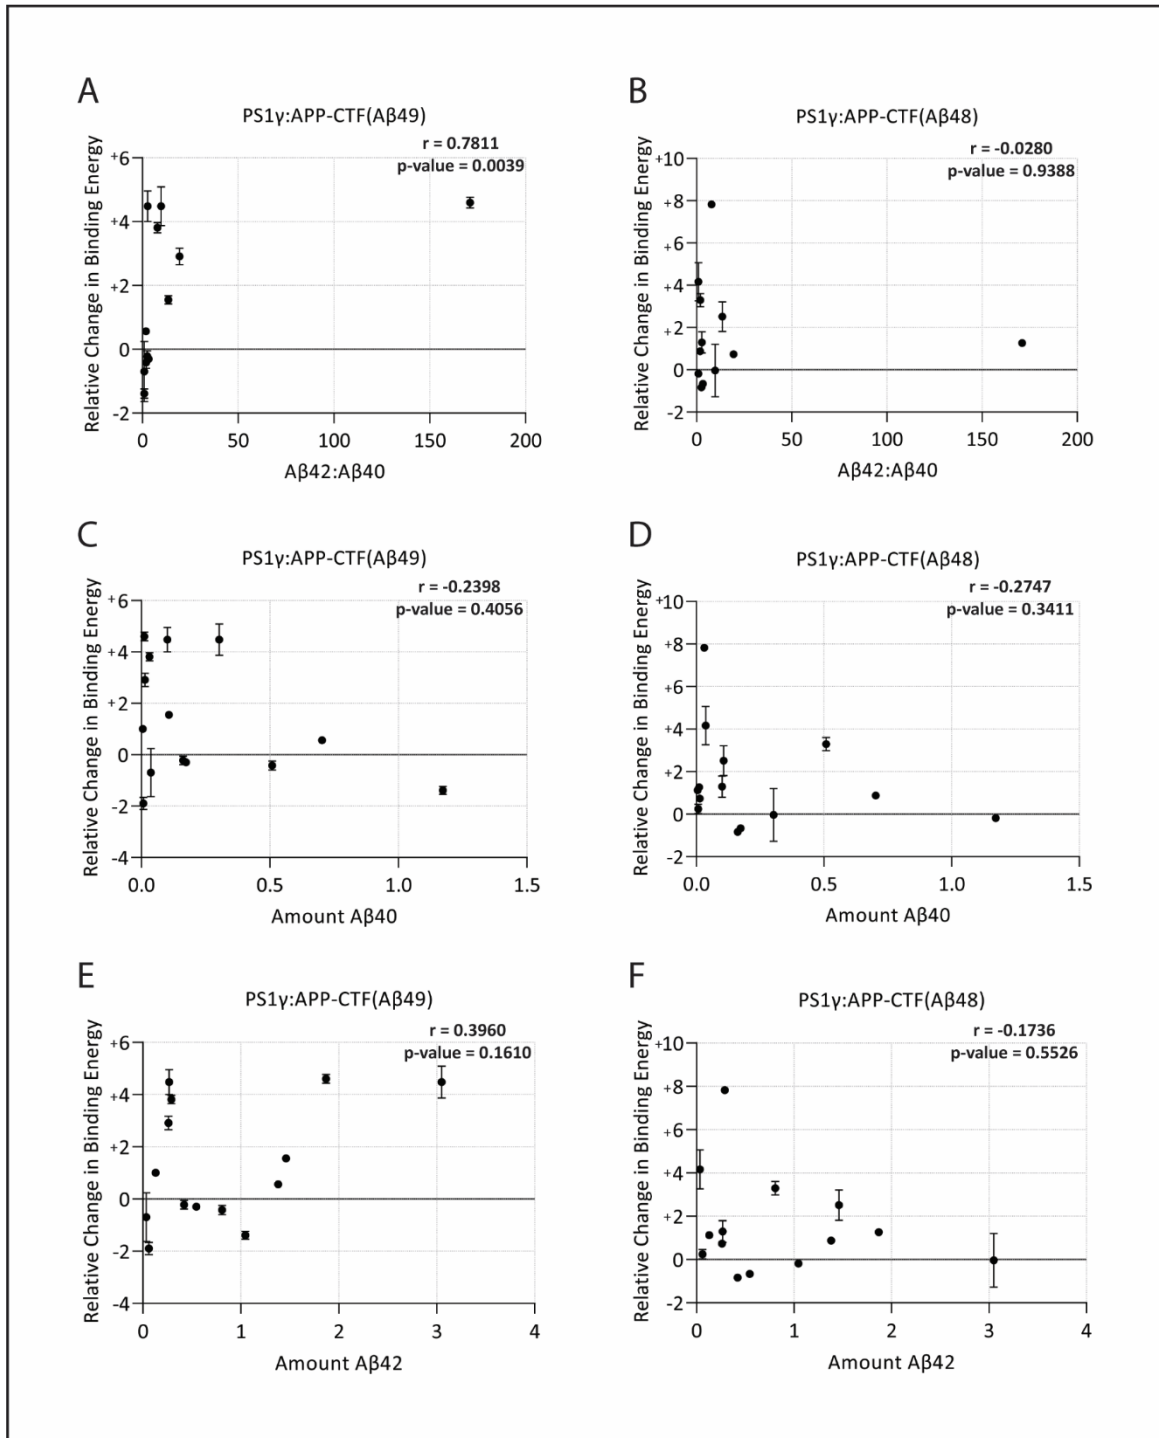 A
PS1γ:APP-CTF(Aβ49)
r = 0.7811
p-value = 0.0039
Relative Change in Binding Energy
+6
+4
+2
0
-2
0 50 100 150 200
Aβ42:Aβ40
B
PS1γ:APP-CTF(Aβ48)
r = -0.0280
p-value = 0.9388
Relative Change in Binding Energy
+10
+8
+6
+4
+2
0
-2
0 50 100 150 200
Aβ42:Aβ40
C
PS1γ:APP-CTF(Aβ49)
r = -0.2398
p-value = 0.4056
Relative Change in Binding Energy
+6
+4
+2
0
-2
-4
0.0 0.5 1.0 1.5
Amount Aβ40
D
PS1γ:APP-CTF(Aβ48)
r = -0.2747
p-value = 0.3411
Relative Change in Binding Energy
+10
+8
+6
+4
+2
0
-2
0.0 0.5 1.0 1.5
Amount Aβ40
E
PS1γ:APP-CTF(Aβ49)
r = 0.3960
p-value = 0.1610
Relative Change in Binding Energy
+6
+4
+2
0
-2
-4
0 1 2 3 4
Amount Aβ42
F
PS1γ:APP-CTF(Aβ48)
r = -0.1736
p-value = 0.5526
Relative Change in Binding Energy
+10
+8
+6
+4
+2
0
-2
0 1 2 3 4
Amount Aβ42